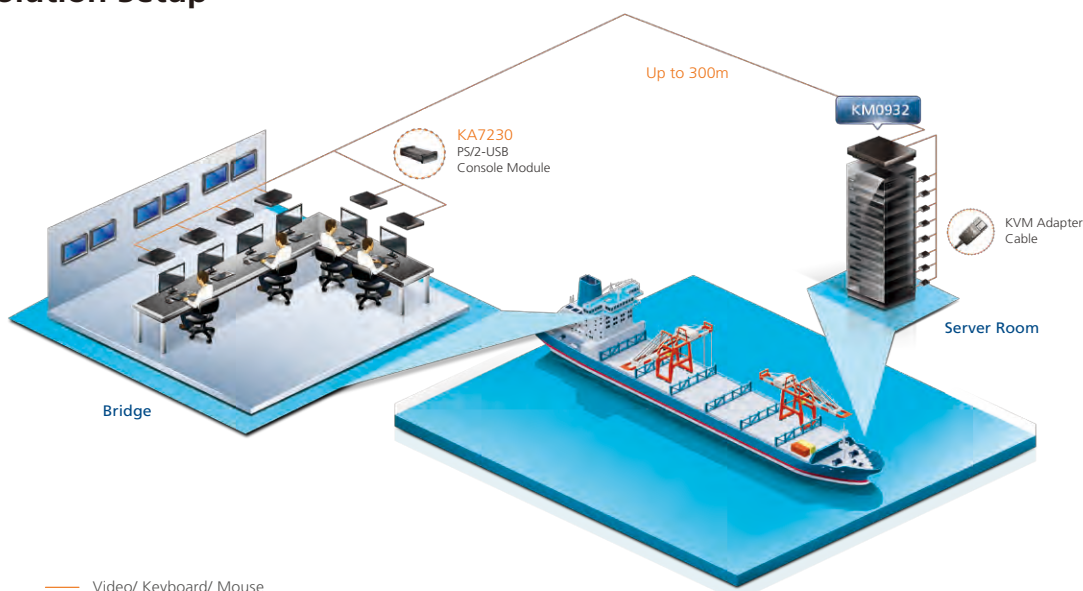 Up to 300m
KM0932
KA7230
PS/2-USB
Console Module
KVM Adapter
Cable
Server Room
Bridge
Video/ Keyboard/ Mouse